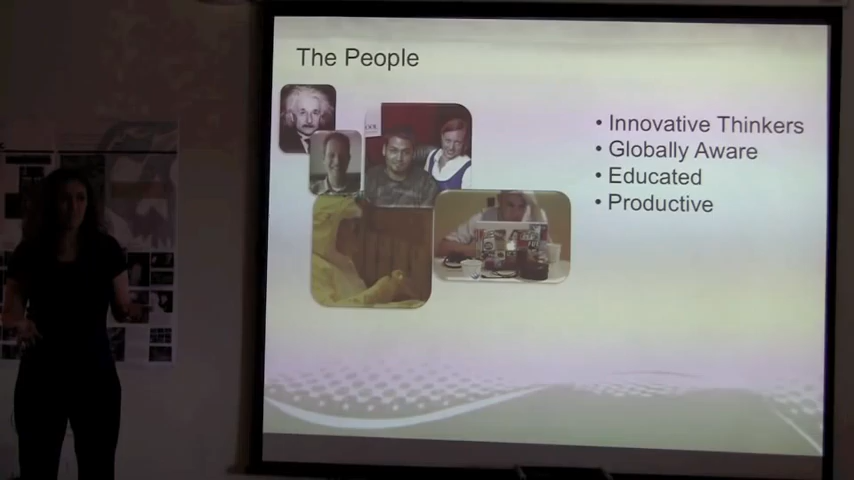 The People
• Innovative Thinkers
• Globally Aware
• Educated
• Productive